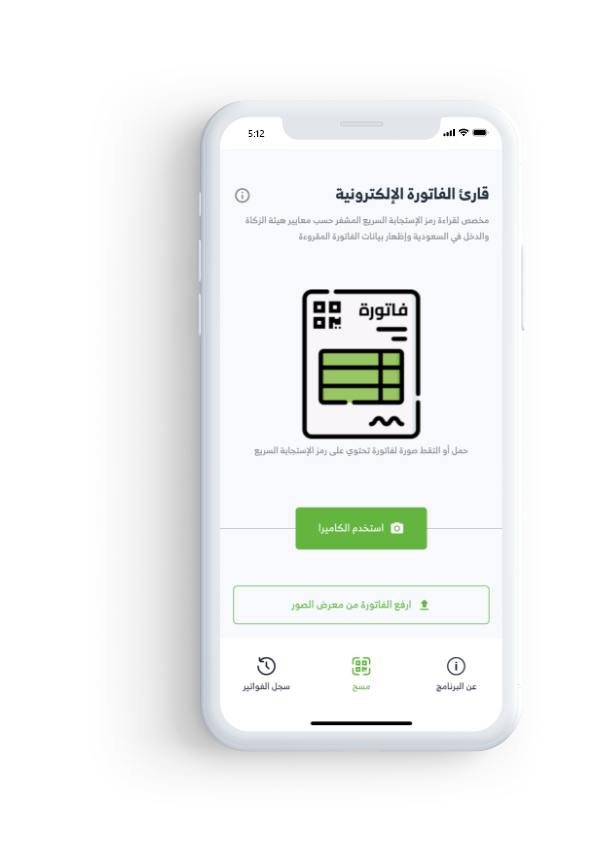 5:12
قارئ الفاتورة الإلكترونية
مخصص لقراءة رمز الإستجابة السريع المشفر حسب معايير هيئة الزكاة
والدخل في السعودية وإظهار بيانات الفاتورة المقروءة
فاتورة
حمل أو التقط صورة لفاتورة تحتوي على رمز الإستجابة السريع
استخدم الكاميرا
ارفع الفاتورة من معرض الصور
عن البرنامج
مسح
سجل الفواتير